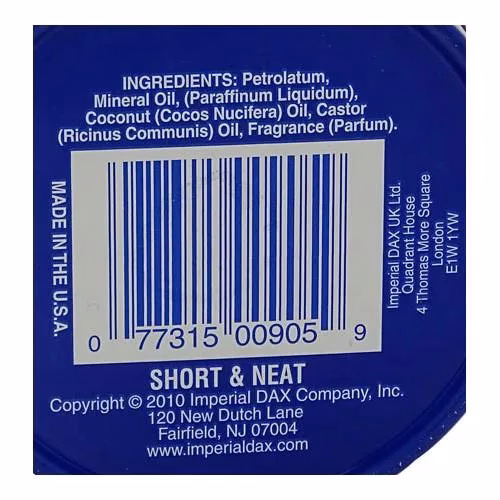 INGREDIENTS: Petrolatum,
Mineral Oil, (Paraffinum Liquidum),
Coconut (Cocos Nucifera) Oil, Castor
(Ricinus Communis) Oil, Fragrance (Parfum).
MADE IN THE U.S.A.
0 77315 00905 9
Imperial DAX UK Ltd.
Quadrant House
4 Thomas More Square
London
E1W 1YW
SHORT & NEAT
Copyright © 2010 Imperial DAX Company, Inc.
120 New Dutch Lane
Fairfield, NJ 07004
www.imperialdax.com